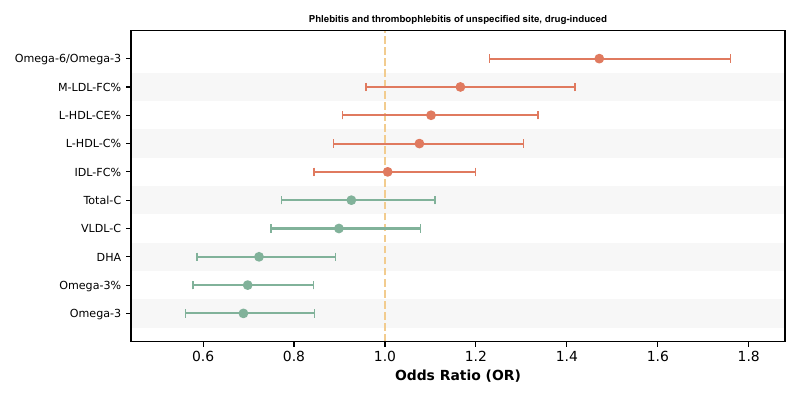 Phlebitis and thrombophlebitis of unspecified site, drug-induced
Omega-6/Omega-3
M-LDL-FC%
L-HDL-CE%
L-HDL-C%
IDL-FC%
Total-C
VLDL-C
DHA
Omega-3%
Omega-3
0.6 0.8 1.0 1.2 1.4 1.6 1.8
Odds Ratio (OR)